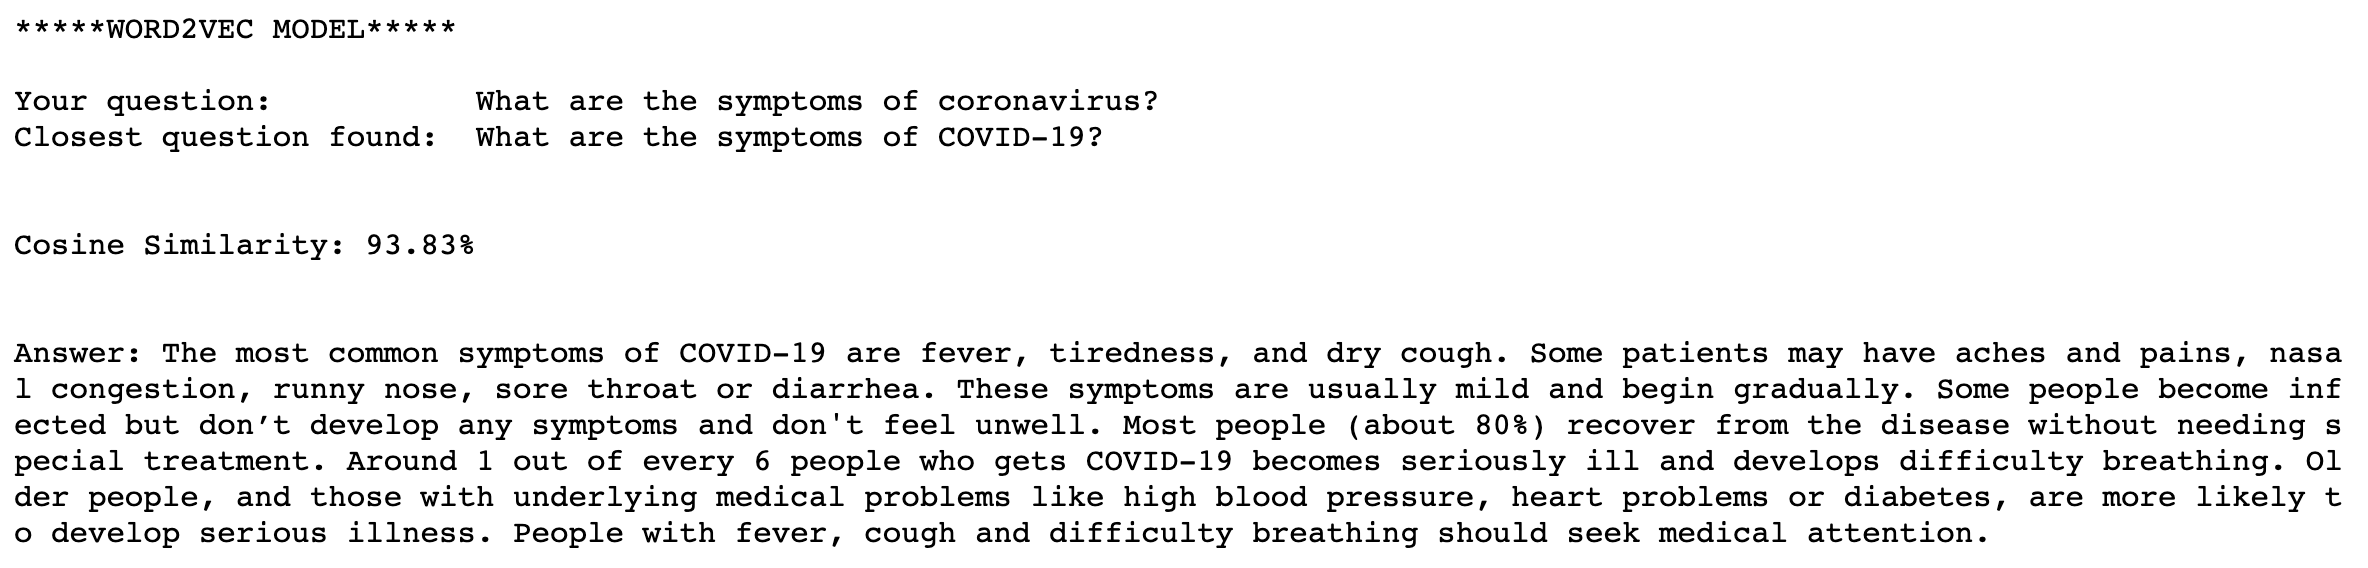 *****WORD2VEC MODEL*****
Your question: What are the symptoms of coronavirus?
Closest question found: What are the symptoms of COVID-19?
Cosine Similarity: 93.83%
Answer: The most common symptoms of COVID-19 are fever, tiredness, and dry cough. Some patients may have aches and pains, nasa
l congestion, runny nose, sore throat or diarrhea. These symptoms are usually mild and begin gradually. Some people become inf
ected but don’t develop any symptoms and don't feel unwell. Most people (about 80%) recover from the disease without needing s
pecial treatment. Around 1 out of every 6 people who gets COVID-19 becomes seriously ill and develops difficulty breathing. Ol
der people, and those with underlying medical problems like high blood pressure, heart problems or diabetes, are more likely t
o develop serious illness. People with fever, cough and difficulty breathing should seek medical attention.